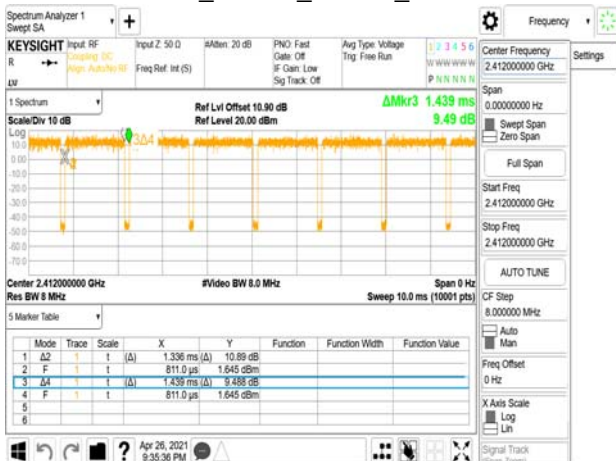 Spectrum Analyzer 1
Swept SA
+
Frequency
KEYSIGHT
R
Input: RF
Coupling: DC
Align: Auto/No RF
Input Z: 50 Ω
Freq Ref: Int (S)
#Atten: 20 dB
PNO: Fast
Gate: Off
IF Gain: Low
Sig Track: Off
Avg Type: Voltage
Trig: Free Run
1 2 3 4 5 6
W W W W W W
P N N N N N
Settings
Center Frequency
2.412000000 GHz
Span
0.00000000 Hz
Swept Span
Zero Span
Full Span
Start Freq
2.412000000 GHz
Stop Freq
2.412000000 GHz
AUTO TUNE
CF Step
8.000000 MHz
Auto
Man
Freq Offset
0 Hz
X Axis Scale
Log
Lin
Signal Track
1 Spectrum
Scale/Div 10 dB
Ref Lvl Offset 10.90 dB
Ref Level 20.00 dBm
ΔMkr3 1.439 ms
9.49 dB
Log
10.0
0.00
-10.0
-20.0
-30.0
-40.0
-50.0
-60.0
-70.0
3Δ4
Center 2.412000000 GHz
Res BW 8 MHz
#Video BW 8.0 MHz
Span 0 Hz
Sweep 10.0 ms (10001 pts)
5 Marker Table
Mode Trace Scale X Y Function Function Width Function Value
1 Δ2 1 t (Δ) 1.336 ms (Δ) 10.89 dB
2 F 1 t 811.0 µs 1.645 dBm
3 Δ4 1 t (Δ) 1.439 ms (Δ) 9.488 dB
4 F 1 t 811.0 µs 1.645 dBm
5
6
?
Apr 26, 2021
9:35:36 PM